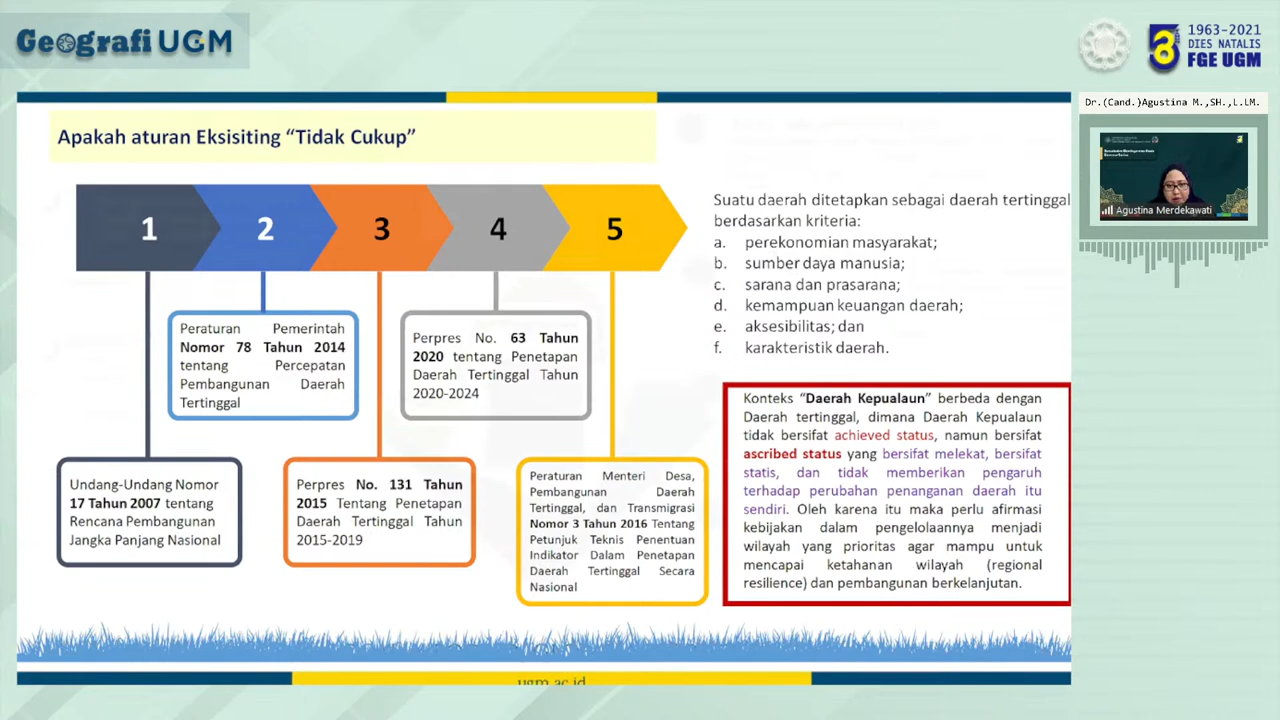 Geografi UGM
1963-2021
DIES NATALIS
FGE UGM
Dr.(Cand.)Agustina M.,SH.,L.LM.
Agustina Merdekawati
Apakah aturan Eksisiting “Tidak Cukup”
1
2
3
4
5
Peraturan Pemerintah
Nomor 78 Tahun 2014
tentang Percepatan
Pembangunan Daerah
Tertinggal
Perpres No. 63 Tahun
2020 tentang Penetapan
Daerah Tertinggal Tahun
2020-2024
Undang-Undang Nomor
17 Tahun 2007 tentang
Rencana Pembangunan
Jangka Panjang Nasional
Perpres No. 131 Tahun
2015 Tentang Penetapan
Daerah Tertinggal Tahun
2015-2019
Peraturan Menteri Desa,
Pembangunan Daerah
Tertinggal, dan Transmigrasi
Nomor 3 Tahun 2016 Tentang
Petunjuk Teknis Penentuan
Indikator Dalam Penetapan
Daerah Tertinggal Secara
Nasional
Suatu daerah ditetapkan sebagai daerah tertinggal
berdasarkan kriteria:
a. perekonomian masyarakat;
b. sumber daya manusia;
c. sarana dan prasarana;
d. kemampuan keuangan daerah;
e. aksesibilitas; dan
f. karakteristik daerah.
Konteks “Daerah Kepualaun” berbeda dengan
Daerah tertinggal, dimana Daerah Kepualaun
tidak bersifat achieved status, namun bersifat
ascribed status yang bersifat melekat, bersifat
statis, dan tidak memberikan pengaruh
terhadap perubahan penanganan daerah itu
sendiri. Oleh karena itu maka perlu afirmasi
kebijakan dalam pengelolaannya menjadi
wilayah yang prioritas agar mampu untuk
mencapai ketahanan wilayah (regional
resilience) dan pembangunan berkelanjutan.
ugm.ac.id